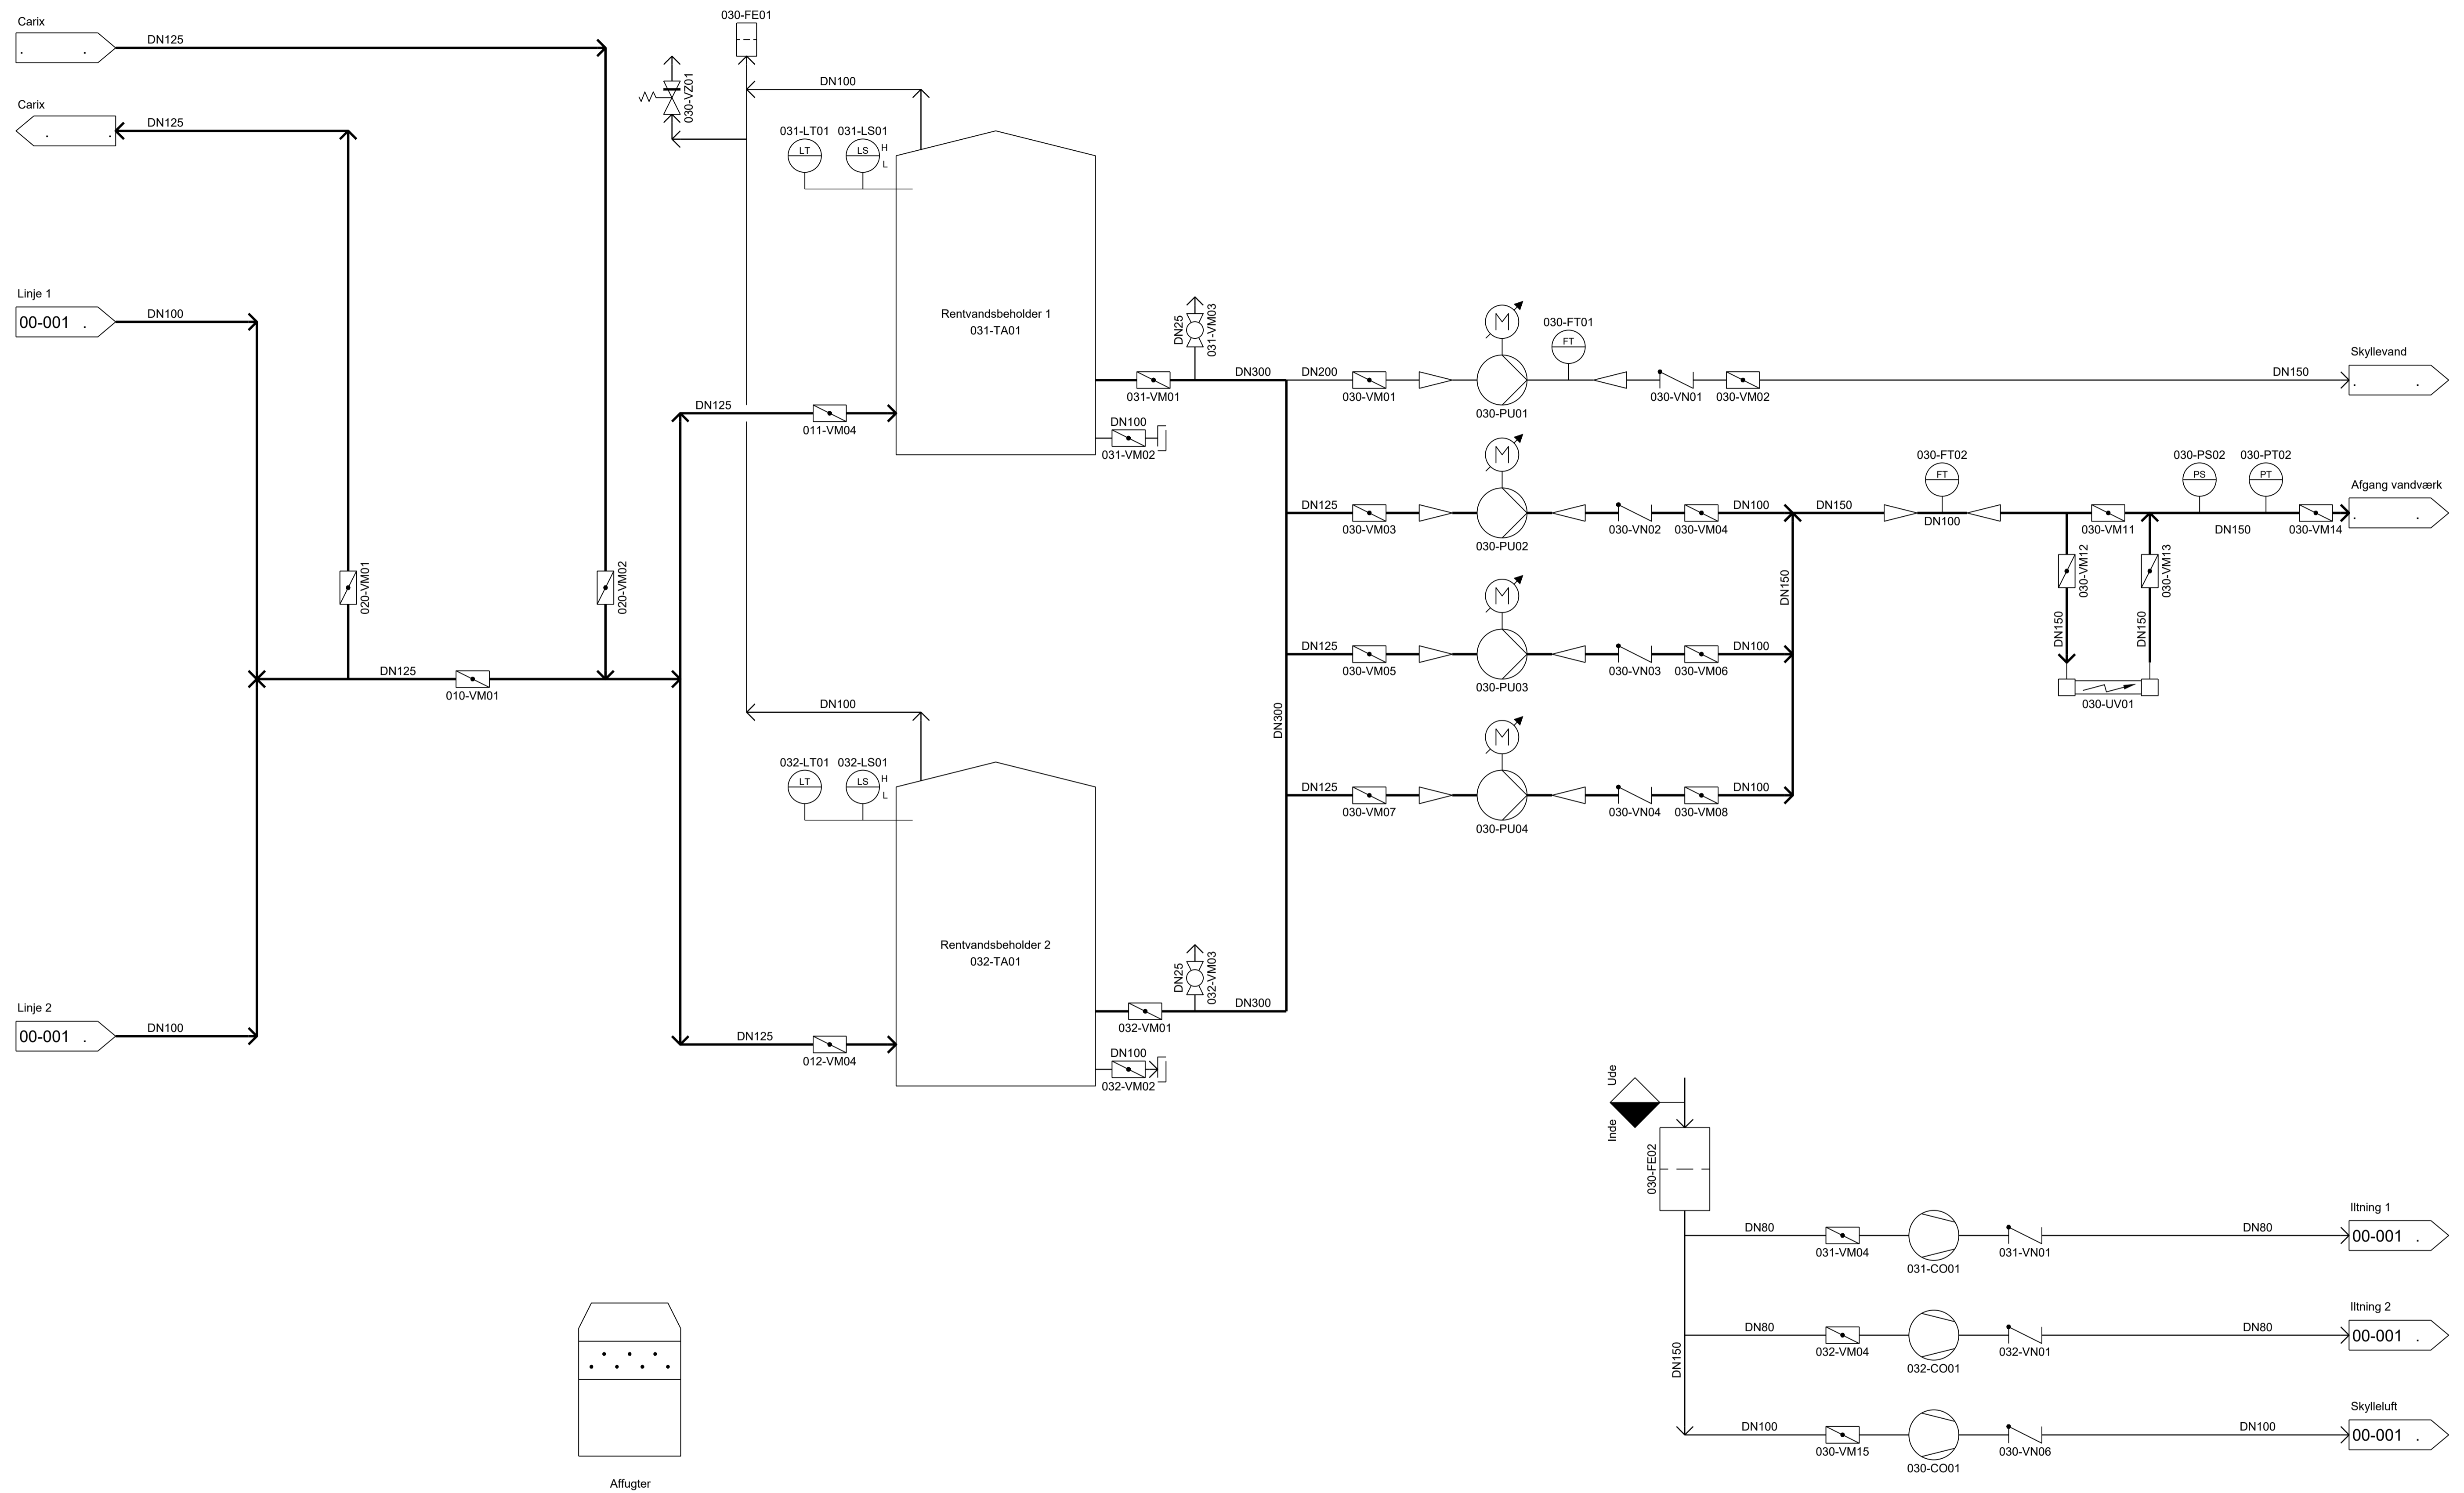 Carix
DN125
030-FE01
030-VZ01
DN100
Carix
DN125
031-LT01
031-LS01
LT
LS
H
L
Linje 1
00-001 .
DN100
Rentvandsbeholder 1
031-TA01
DN25
031-VM03
030-FT01
FT
M
Skyllevand
DN300
DN200
DN150
031-VM01
030-VM01
030-PU01
030-VN01
030-VM02
DN125
011-VM04
DN100
031-VM02
M
030-FT02
FT
030-PS02
PS
030-PT02
PT
Afgang vandværk
DN125
DN100
DN150
DN100
DN150
030-VM03
030-PU02
030-VN02
030-VM04
030-VM11
030-VM14
020-VM01
020-VM02
030-VM12
030-VM13
DN150
M
DN150
DN150
DN125
DN100
030-VM05
030-PU03
030-VN03
030-VM06
030-UV01
DN125
010-VM01
DN100
DN300
M
032-LT01
032-LS01
LT
LS
H
L
DN125
DN100
030-VM07
030-PU04
030-VN04
030-VM08
Rentvandsbeholder 2
032-TA01
DN25
032-VM03
DN300
032-VM01
Linje 2
00-001 .
DN100
DN125
012-VM04
DN100
032-VM02
Ude
Inde
030-FE02
Iltning 1
DN80
DN80
00-001 .
031-VM04
031-CO01
031-VN01
Iltning 2
DN80
DN80
00-001 .
032-VM04
032-CO01
032-VN01
DN150
Skylleluft
DN100
DN100
00-001 .
030-VM15
030-CO01
030-VN06
Affugter